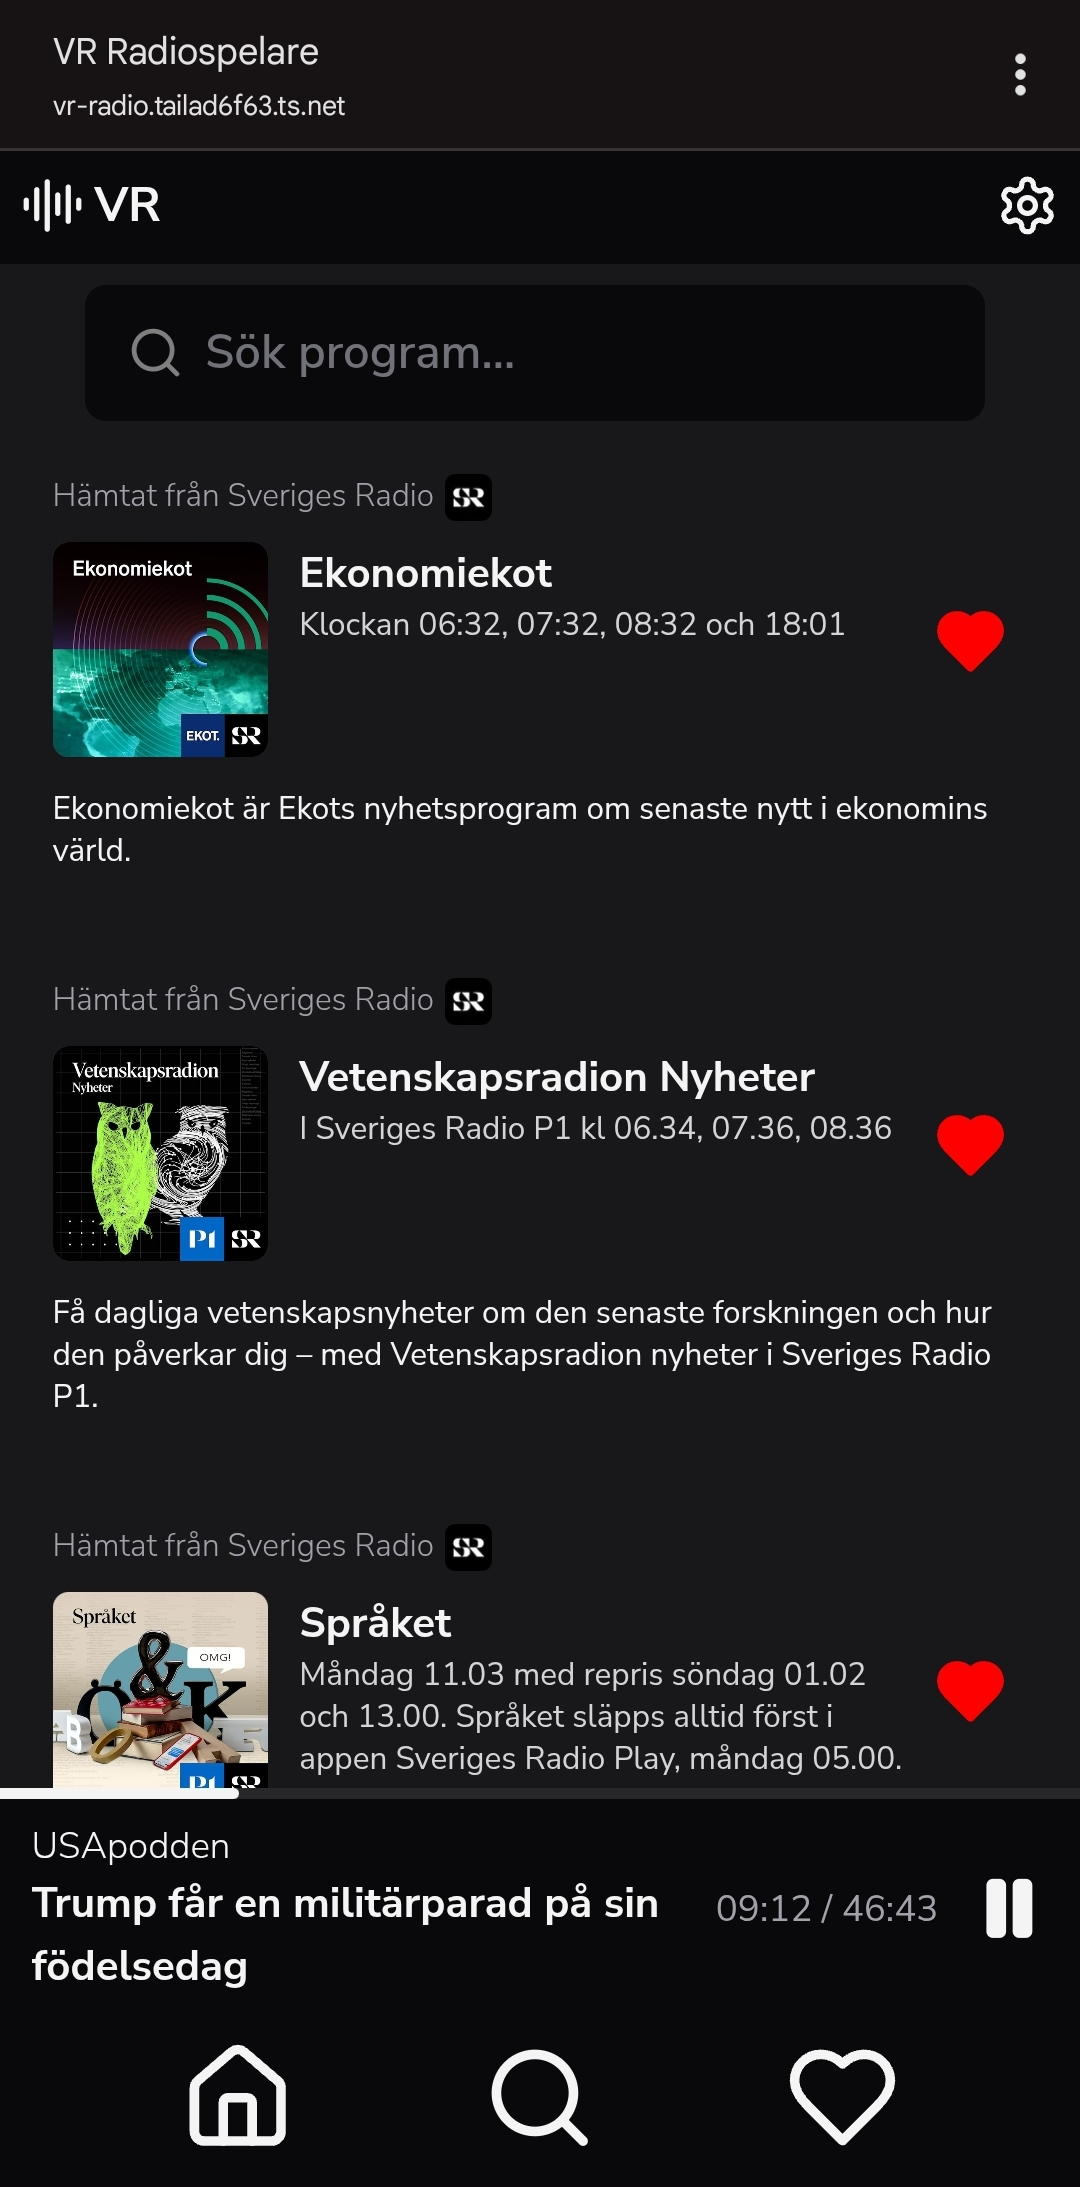 VR Radiospelare
vr-radio.tailad6f63.ts.net
VR
Sök program...
Hämtat från Sveriges Radio SR
Ekonomiekot
EKOT. SR
Ekonomiekot
Klockan 06:32, 07:32, 08:32 och 18:01
Ekonomiekot är Ekots nyhetsprogram om senaste nytt i ekonomins
värld.
Hämtat från Sveriges Radio SR
Vetenskapsradion
Nyheter
P1 SR
Vetenskapsradion Nyheter
I Sveriges Radio P1 kl 06.34, 07.36, 08.36
Få dagliga vetenskapsnyheter om den senaste forskningen och hur
den påverkar dig – med Vetenskapsradion nyheter i Sveriges Radio
P1.
Hämtat från Sveriges Radio SR
Språket
OMG!
Ö & K
B
P1 SR
Språket
Måndag 11.03 med repris söndag 01.02
och 13.00. Språket släpps alltid först i
appen Sveriges Radio Play, måndag 05.00.
USApodden
Trump får en militärparad på sin
födelsedag
09:12 / 46:43